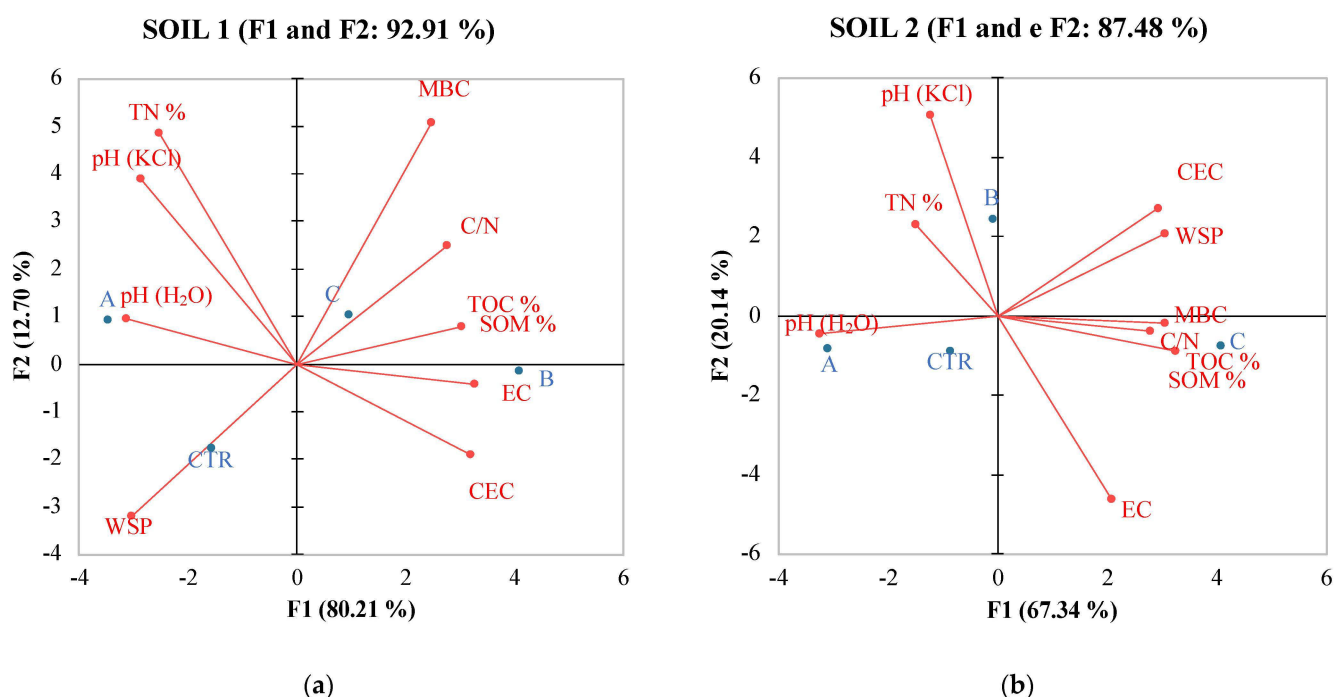 SOIL 1 (F1 and F2: 92.91 %)
6
5
4
3
2
1
0
-1
-2
-3
-4
-4
-2
0
2
4
6
F2 (12.70 %)
F1 (80.21 %)
MBC
TN %
pH (KCl)
C/N
A
pH (H₂O)
C
TOC %
SOM %
EC
B
CTR
CEC
WSP
(a)
SOIL 2 (F1 and e F2: 87.48 %)
6
4
2
0
-2
-4
-6
-4
-2
0
2
4
6
F2 (20.14 %)
F1 (67.34 %)
pH (KCl)
CEC
TN %
B
WSP
pH (H₂O)
MBC
C/N
C
A
CTR
TOC %
SOM %
EC
(b)